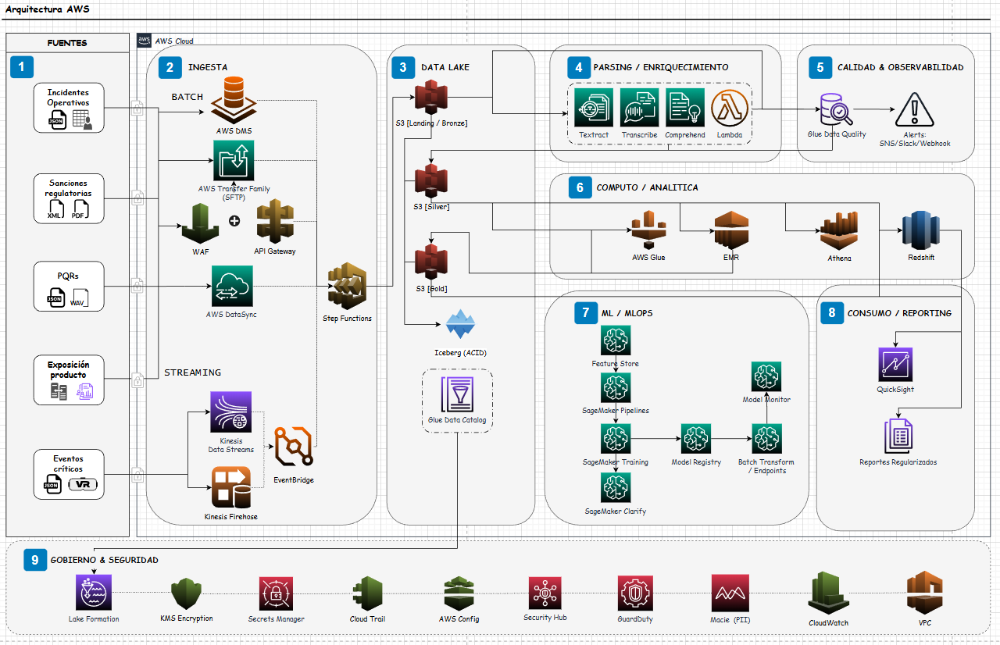 Arquitectura AWS
FUENTES
1
Incidentes
Operativos
JSON
Sanciones
regulatorias
XML
PDF
PQRs
JSON
WAV
Exposición
producto
Eventos
críticos
JSON
VR
aws
AWS Cloud
2
INGESTA
BATCH
AWS DMS
AWS Transfer Family
(SFTP)
WAF
API Gateway
AWS DataSync
Step Functions
STREAMING
Kinesis
Data Streams
EventBridge
Kinesis Firehose
3
DATA LAKE
S3 [Landing / Bronze]
S3 [Silver]
S3 [Gold]
Iceberg (ACID)
Glue Data Catalog
4
PARSING / ENRIQUECIMIENTO
Textract
Transcribe
Comprehend
Lambda
5
CALIDAD & OBSERVABILIDAD
Glue Data Quality
Alerts:
SNS/Slack/Webhook
6
COMPUTO / ANALITICA
AWS Glue
EMR
Athena
Redshift
7
ML / MLOPS
Feature Store
SageMaker Pipelines
SageMaker Training
SageMaker Clarify
Model Registry
Model Monitor
Batch Transform
/ Endpoints
8
CONSUMO / REPORTING
QuickSight
Reportes Regularizados
9
GOBIERNO & SEGURIDAD
Lake Formation
KMS Encryption
Secrets Manager
Cloud Trail
AWS Config
Security Hub
GuardDuty
Macie (PII)
CloudWatch
VPC